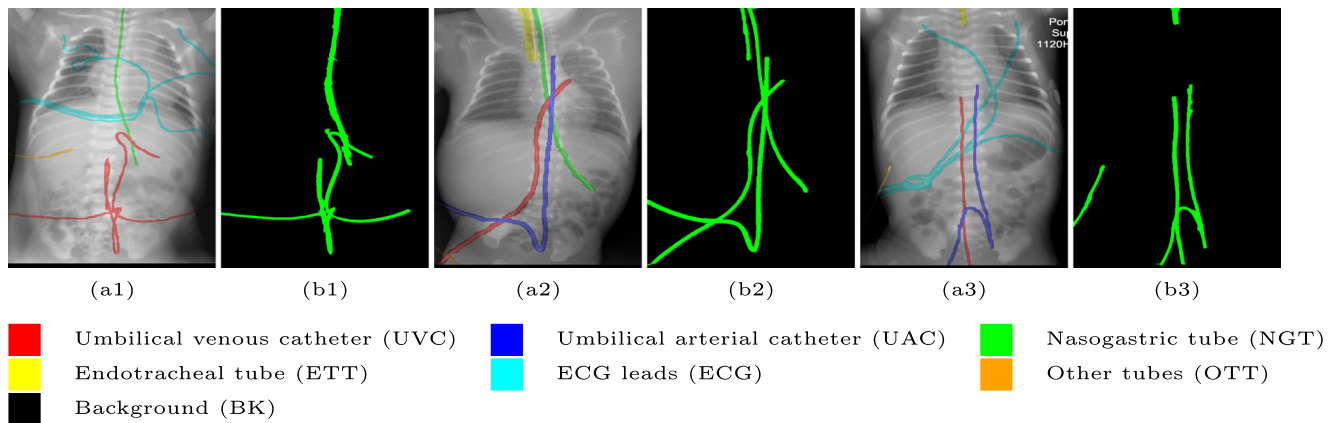 Por
Sup
1120H
(a1) (b1) (a2) (b2) (a3) (b3)
Umbilical venous catheter (UVC) Umbilical arterial catheter (UAC) Nasogastric tube (NGT)
Endotracheal tube (ETT) ECG leads (ECG) Other tubes (OTT)
Background (BK)